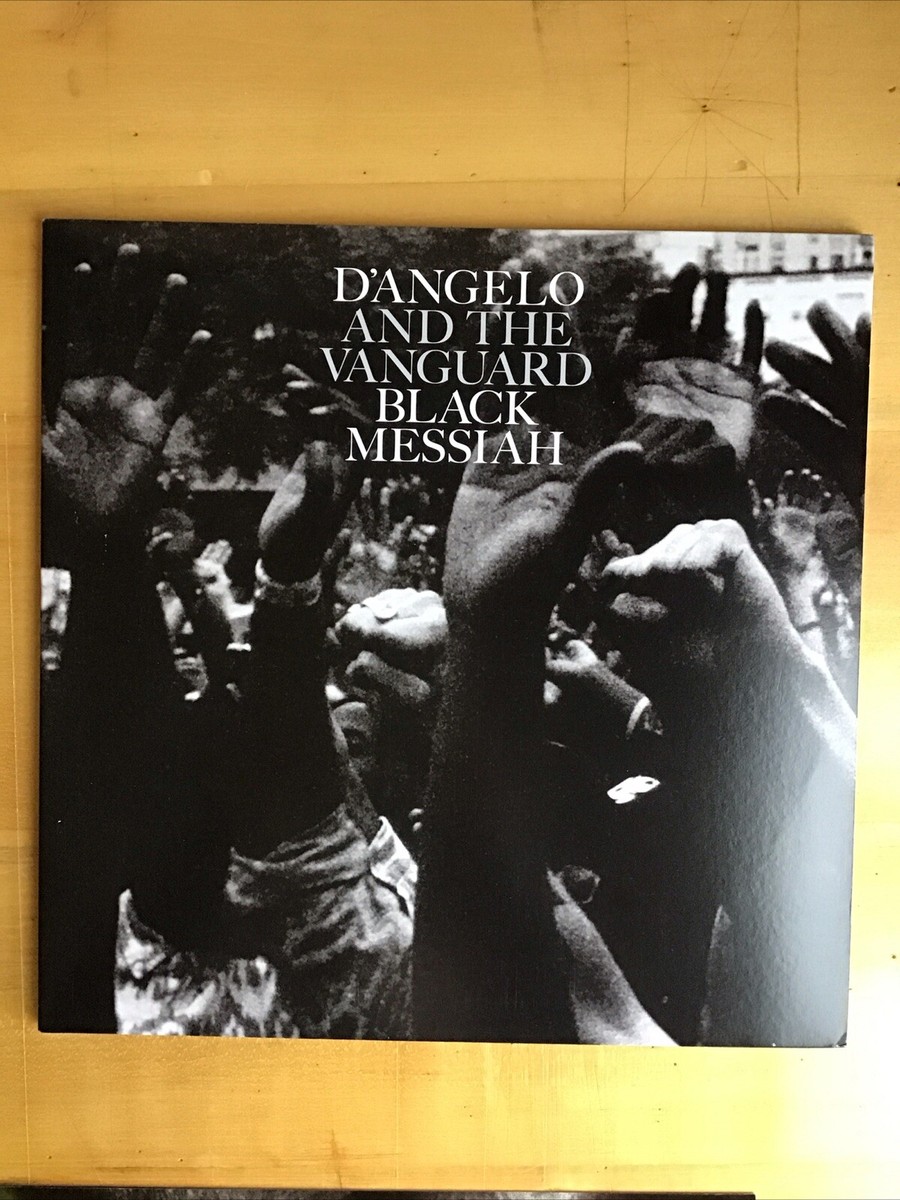 D'ANGELO
AND THE
VANGUARD
BLACK
MESSIAH